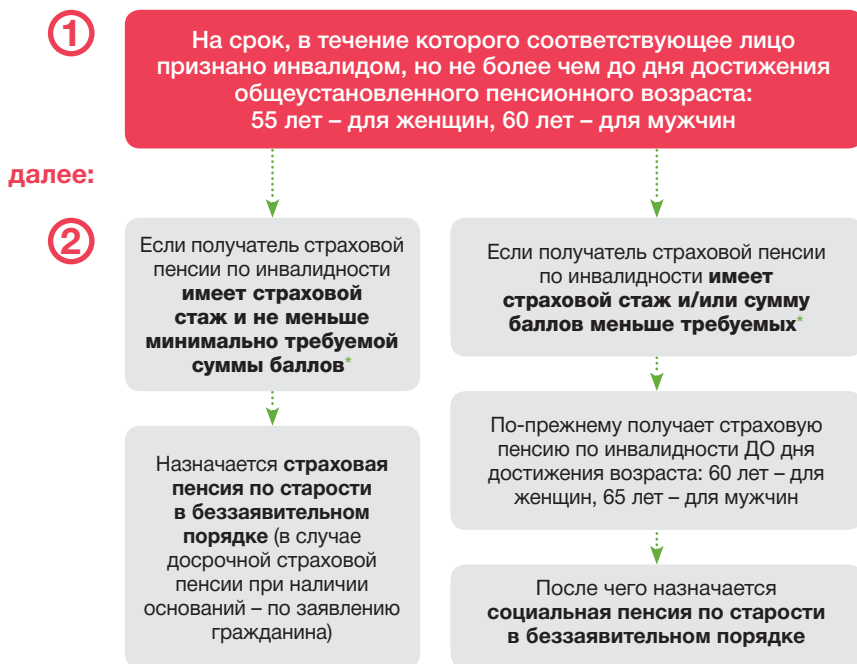 1
На срок, в течение которого соответствующее лицо
признано инвалидом, но не более чем до дня достижения
общеустановленного пенсионного возраста:
55 лет – для женщин, 60 лет – для мужчин
далее:
2
Если получатель страховой
пенсии по инвалидности
имеет страховой
стаж и не меньше
минимально требуемой
суммы баллов*
Назначается страховая
пенсия по старости
в беззаявительном
порядке (в случае
досрочной страховой
пенсии при наличии
оснований – по заявлению
гражданина)
Если получатель страховой пенсии
по инвалидности имеет
страховой стаж и/или сумму
баллов меньше требуемых*
По-прежнему получает страховую
пенсию по инвалидности ДО дня
достижения возраста: 60 лет – для
женщин, 65 лет – для мужчин
После чего назначается
социальная пенсия по старости
в беззаявительном порядке